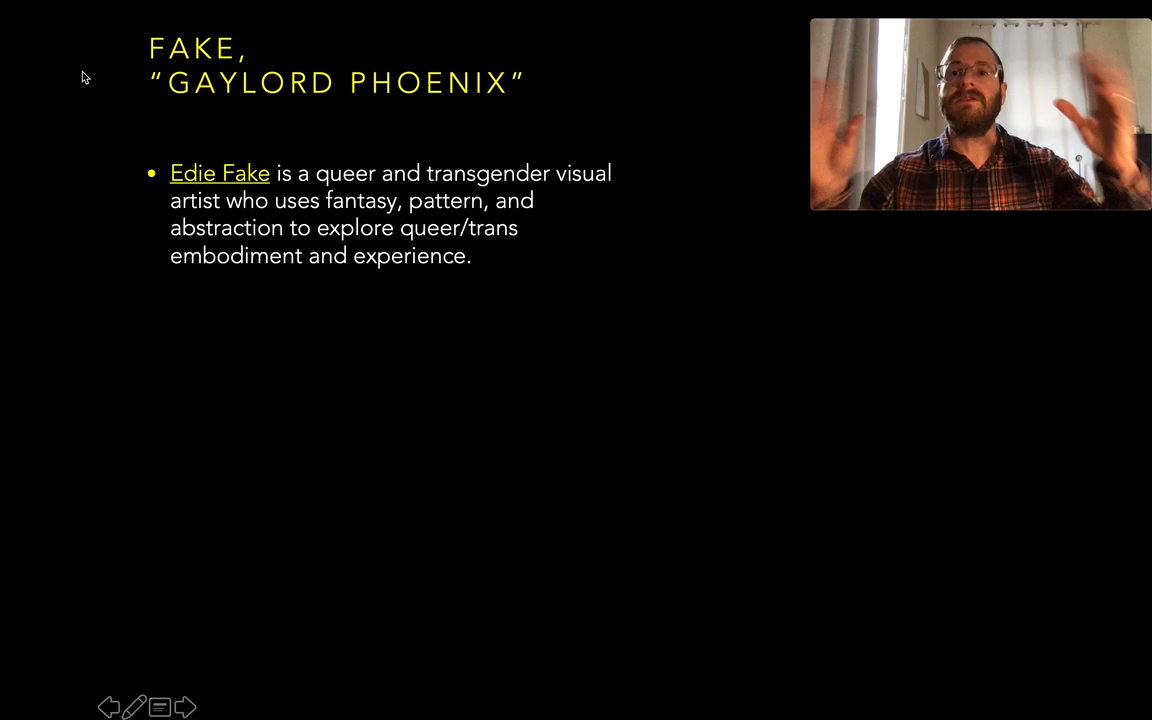 FAKE,
“GAYLORD PHOENIX”
• Edie Fake is a queer and transgender visual
artist who uses fantasy, pattern, and
abstraction to explore queer/trans
embodiment and experience.